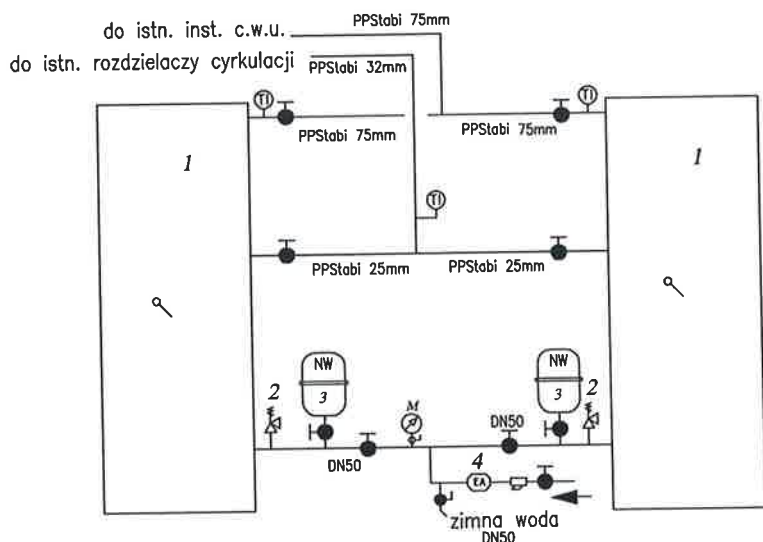 do istn. inst. c.w.u.
PPStabi 75mm
do istn. rozdzielaczy cyrkulacji
PPStabi 32mm
TI
TI
PPStabi 75mm
PPStabi 75mm
1
1
TI
PPStabi 25mm
PPStabi 25mm
NW
3
2
M
NW
3
2
DN50
DN50
4
EA
zimna woda
DN50